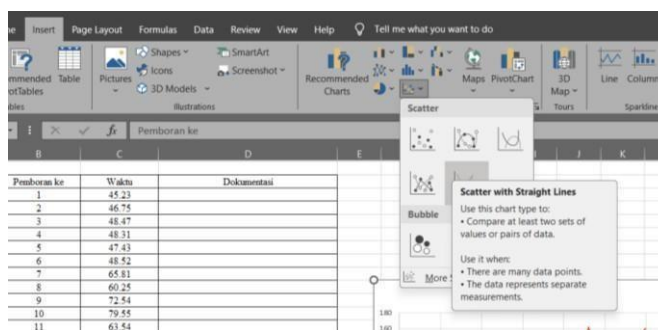 Insert Page Layout Formulas Data Review View Help Tell me what you want to do
Table
Pictures
Shapes
Icons
3D Models
SmartArt
Screenshot
Illustrations
Recommended
Charts
Maps
PivotChart
3D
Map
Tours
Line
Column
fx Pemboran ke
B C D E J K
Pemboran ke Waktu Dokumentasi
1 45.23
2 46.75
3 48.47
4 48.31
5 47.43
6 48.52
7 65.81
8 60.25
9 72.54
10 79.55
11 63.54
Scatter
Bubble
More
Scatter with Straight Lines
Use this chart type to:
• Compare at least two sets of
values or pairs of data.
Use it when:
• There are many data points.
• The data represents separate
measurements.
180
160